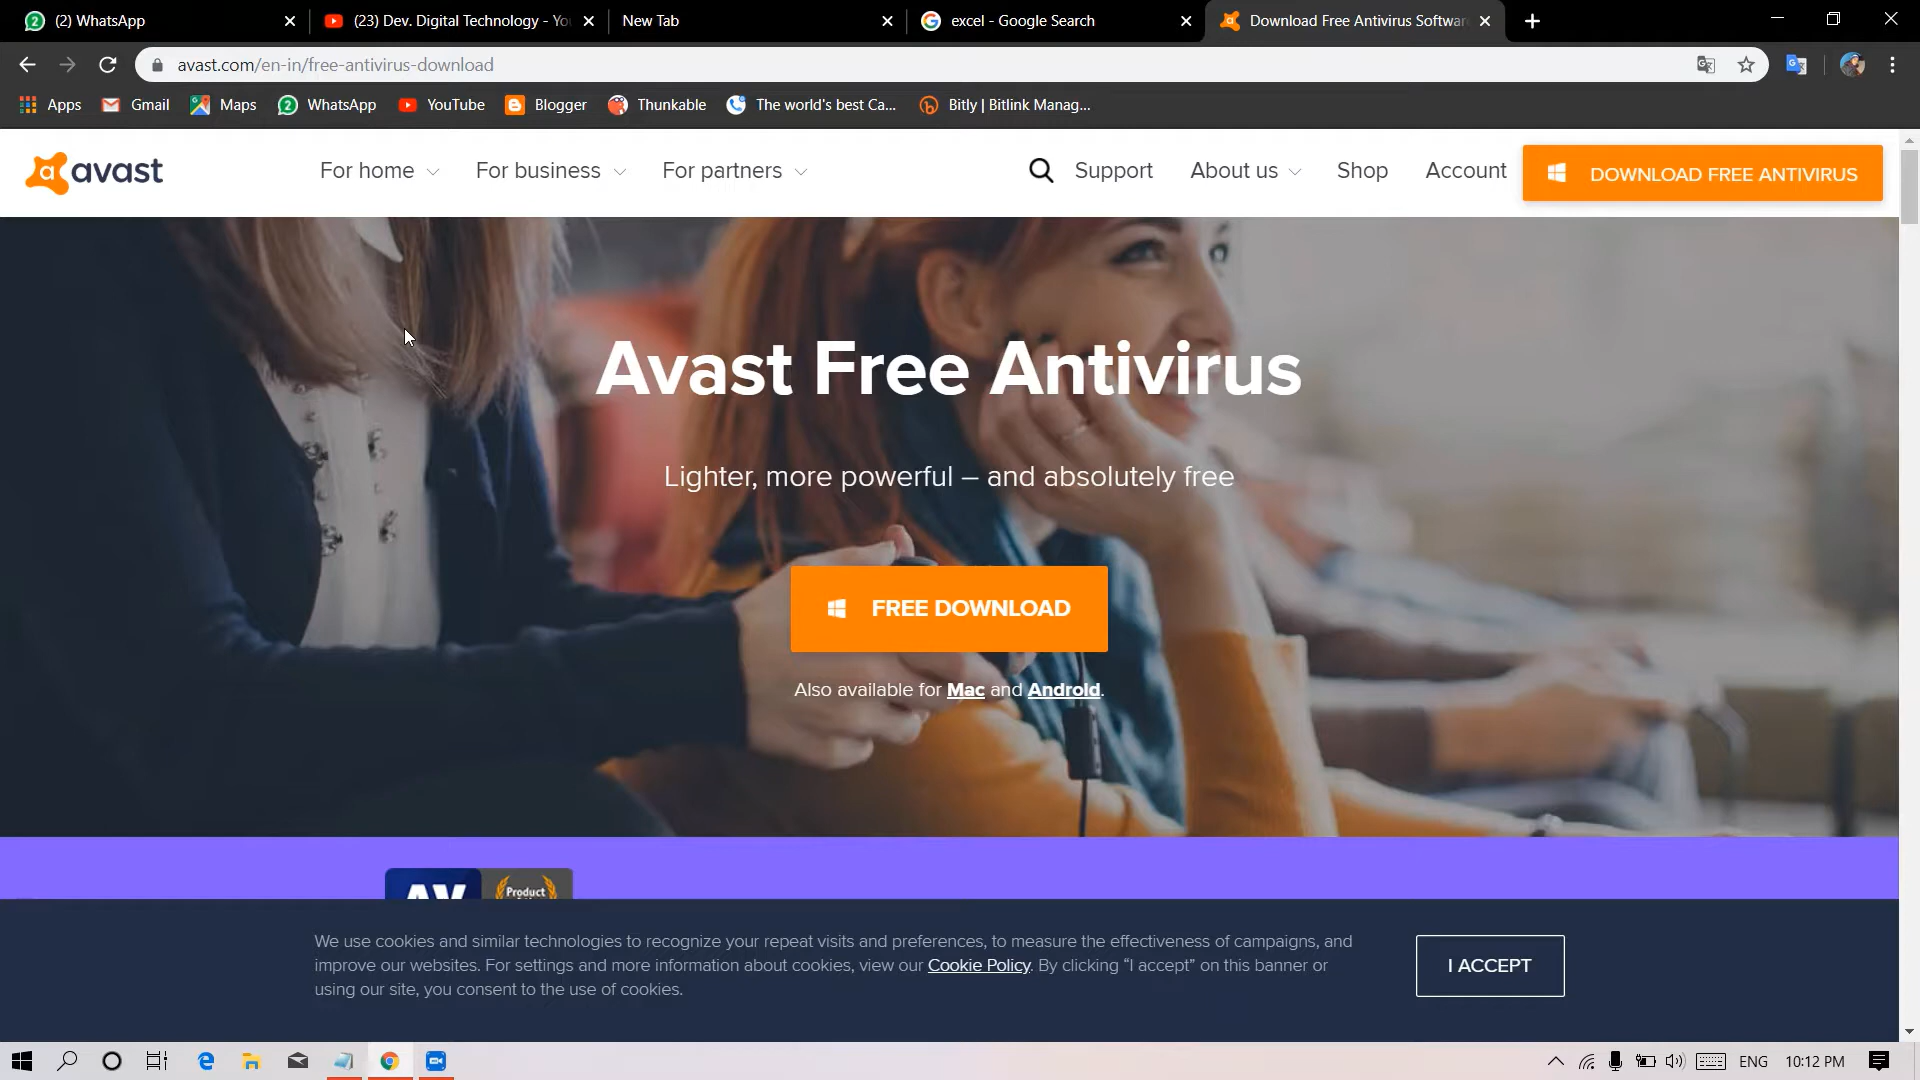 (2) WhatsApp
(23) Dev. Digital Technology - Yo
New Tab
excel - Google Search
Download Free Antivirus Softwar
avast.com/en-in/free-antivirus-download
Apps
Gmail
Maps
2
WhatsApp
YouTube
Blogger
Thunkable
The world's best Ca...
Bitly | Bitlink Manag...
avast
For home
For business
For partners
Support
About us
Shop
Account
DOWNLOAD FREE ANTIVIRUS
Avast Free Antivirus
Lighter, more powerful – and absolutely free
FREE DOWNLOAD
Also available for Mac and Android.
AV
Product
We use cookies and similar technologies to recognize your repeat visits and preferences, to measure the effectiveness of campaigns, and
improve our websites. For settings and more information about cookies, view our Cookie Policy. By clicking “I accept” on this banner or
using our site, you consent to the use of cookies.
I ACCEPT
ENG
10:12 PM